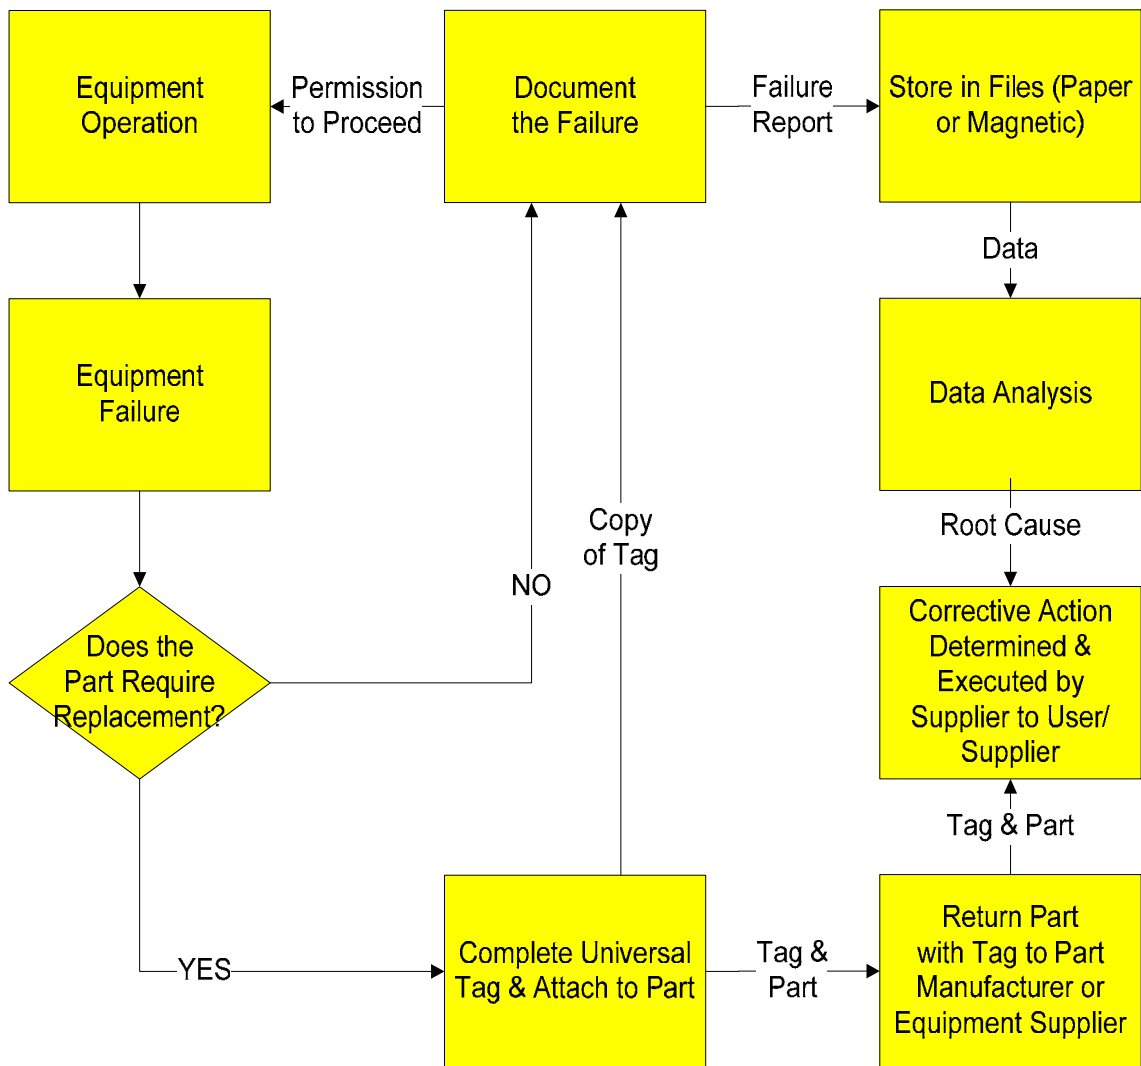 Equipment
Operation
Permission
to Proceed
Document
the Failure
Failure
Report
Store in Files (Paper
or Magnetic)
Data
Equipment
Failure
Data Analysis
Copy
of Tag
Root Cause
NO
Does the
Part Require
Replacement?
Corrective Action
Determined &
Executed by
Supplier to User/
Supplier
Tag & Part
YES
Complete Universal
Tag & Attach to Part
Tag &
Part
Return Part
with Tag to Part
Manufacturer or
Equipment Supplier